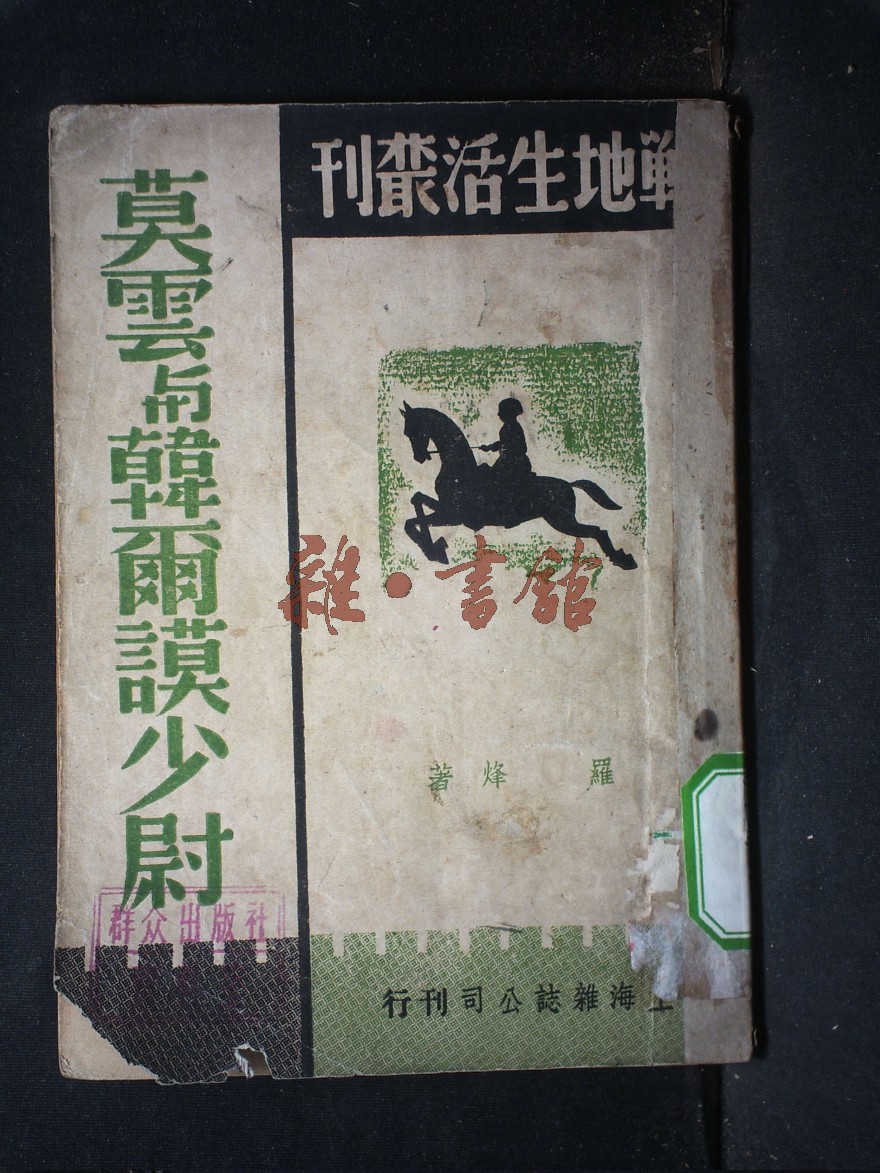 戰地生活叢刊
莫雲與韓爾謨少尉
雜·書館
羅烽著
群众出版社
上海雜誌公司刊行